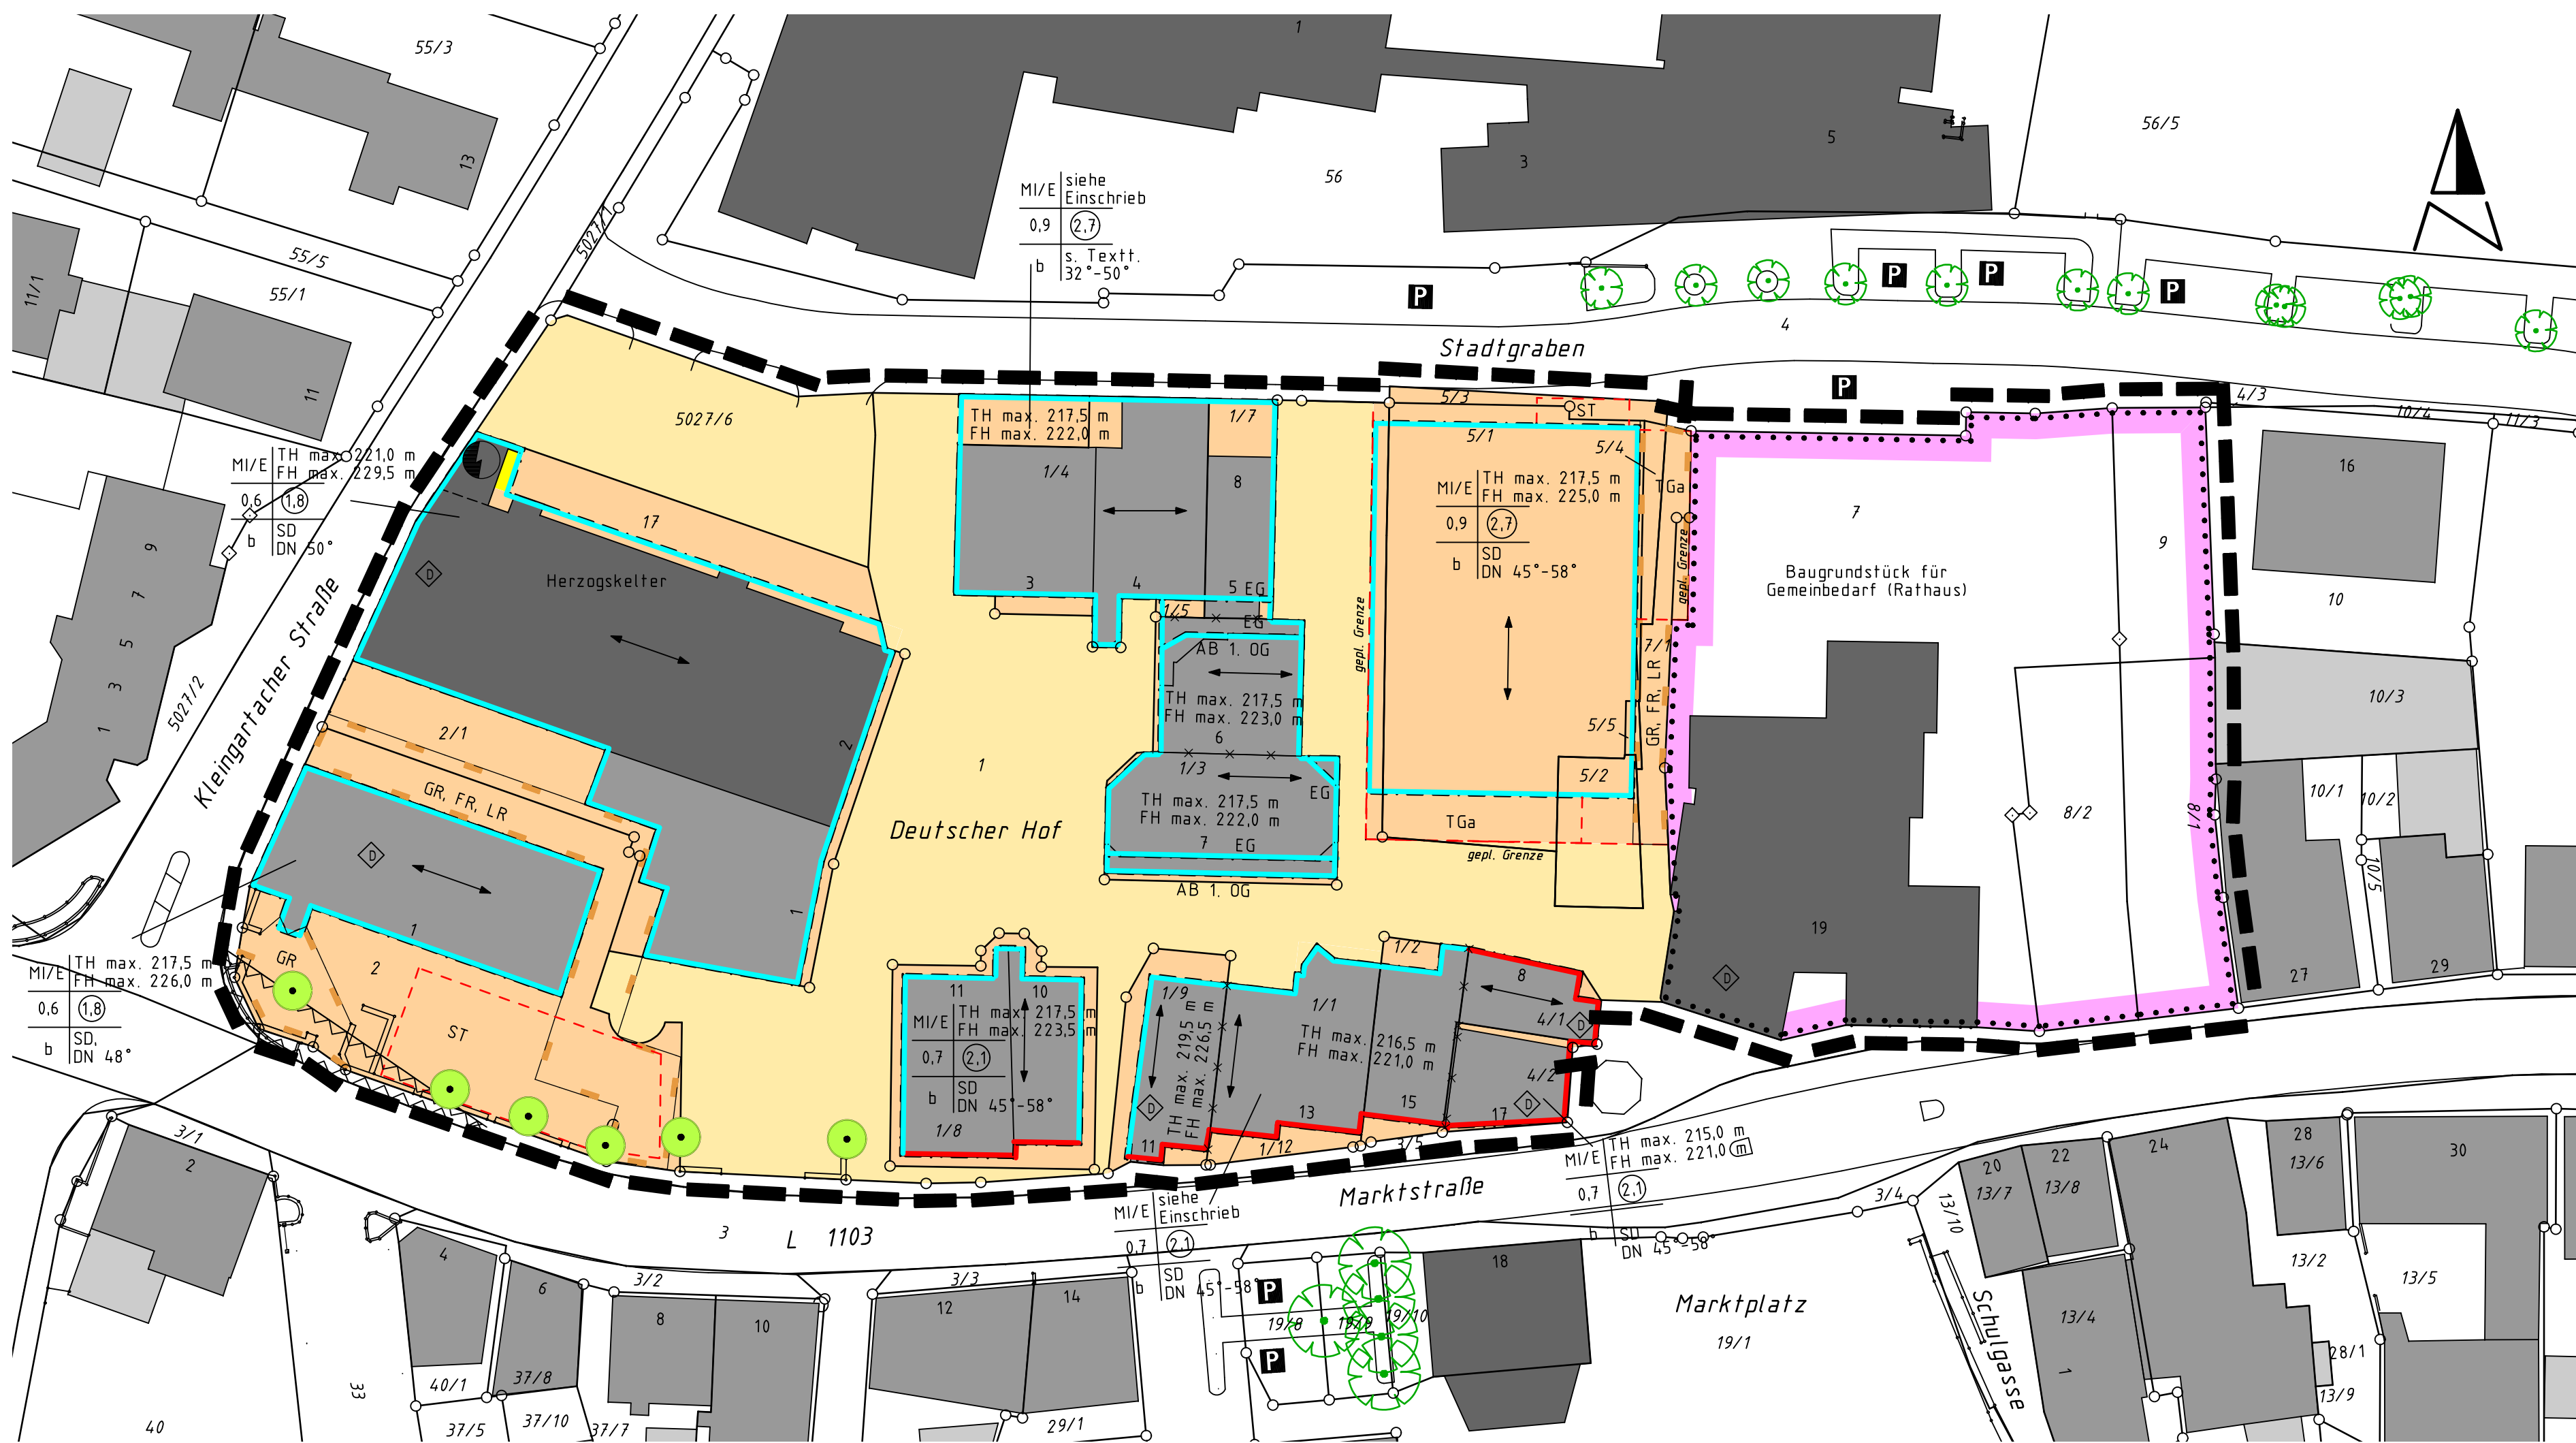 55/3
1
13
3
5
56/5
56
siehe
MI/E
Einschrieb
0,9
2,7
b
s. Textt.
32°-50°
5027/1
55/5
55/1
11/1
11
P
P
P
P
4
Stadtgraben
P
4/3
10/4
11/3
5027/6
TH max. 217,5 m
FH max. 222,0 m
1/7
5/3
ST
5/1
5/4
TGa
1/4
8
MI/E
TH max. 217,5 m
FH max. 225,0 m
0,9
2,7
b
SD
DN 45°-58°
MI/E
TH max. 221,0 m
FH max. 229,5 m
0,6
1,8
b
SD
DN 50°
17
D
Herzogskelter
2
3
4
5 EG
1/5
EG
AB 1. OG
TH max. 217,5 m
FH max. 223,0 m
6
1/3
EG
TH max. 217,5 m
FH max. 222,0 m
7
EG
AB 1. OG
gepl. Grenze
gepl. Grenze
7/1
GR, FR, LR
5/5
5/2
TGa
gepl. Grenze
7
9
Baugrundstück für
Gemeinbedarf (Rathaus)
8/2
8/1
19
D
16
10
10/3
10/1
10/2
10/5
27
29
9
7
5
3
1
5027/2
Kleingartacher Straße
2/1
GR, FR, LR
D
1
1
Deutscher Hof
1
GR
2
ST
MI/E
TH max. 217,5 m
FH max. 226,0 m
0,6
1,8
b
SD,
DN 48°
11
10
MI/E
TH max. 217,5 m
FH max. 223,5 m
0,7
2,1
b
SD
DN 45°-58°
1/8
1/9
TH max. 219,5 m
FH max. 226,5 m
D
11
1/1
1/2
TH max. 216,5 m
FH max. 221,0 m
13
15
1/12
3/5
8
4/1
D
4/2
D
17
MI/E
TH max. 215,0 m
FH max. 221,0 m
0,7
2,1
b
SD
DN 45°-58°
MI/E
siehe
Einschrieb
0,7
2,1
b
SD
DN 45°-58°
Marktstraße
3
L 1103
3/1
2
4
6
3/2
8
10
3/3
12
14
P
P
19/8
19/9
19/10
18
Marktplatz
19/1
3/4
13/10
Schulgasse
20
13/7
22
13/8
24
28
13/6
30
13/2
13/5
13/4
1
28/1
13/9
33
40
40/1
37/8
37/5
37/10
37/7
29/1